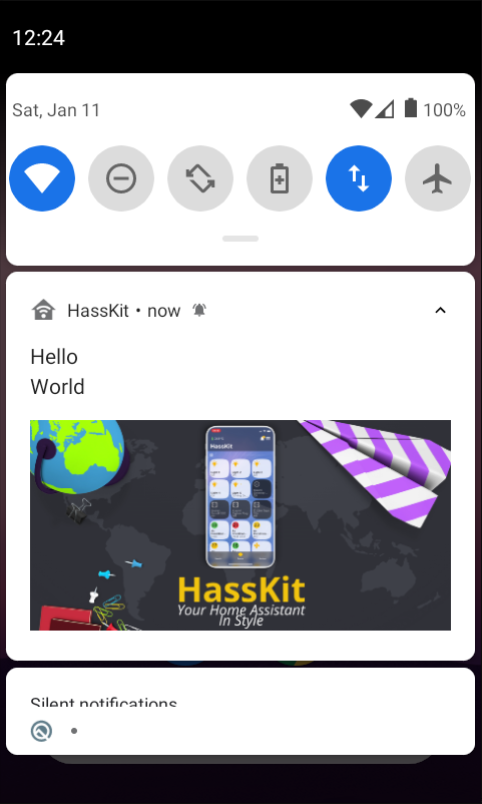 12:24
Sat, Jan 11
100%
HassKit • now
Hello
World
HassKit
HassKit
Your Home Assistant
In Style
Silent notifications